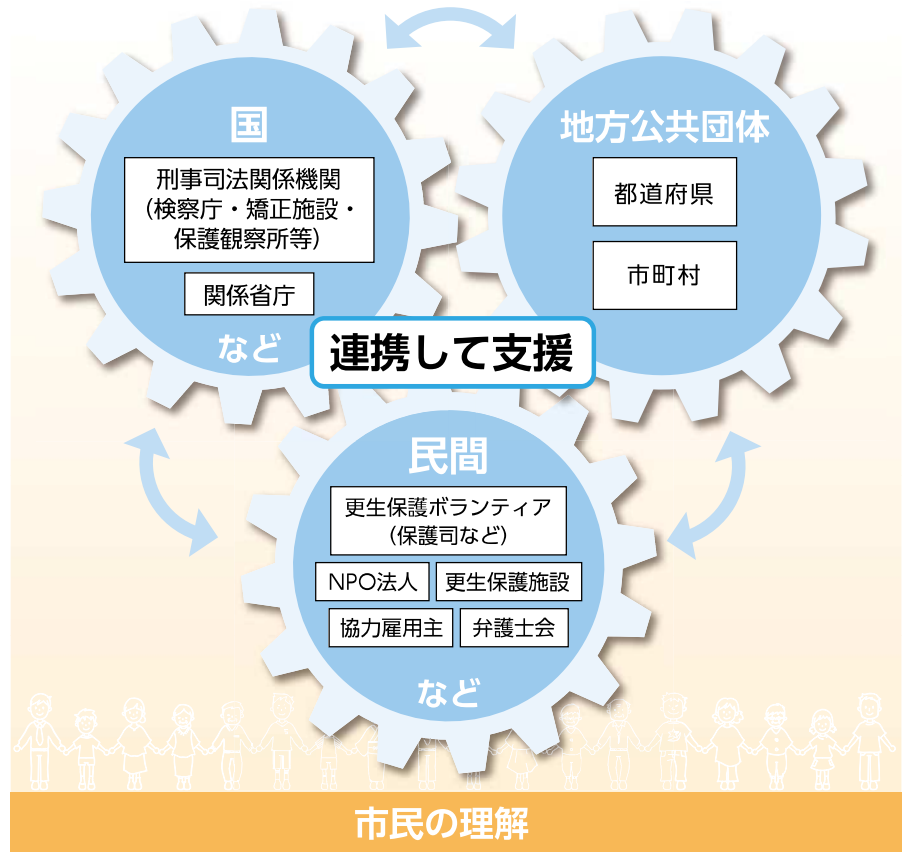 国
刑事司法関係機関
（検察庁・矯正施設・
保護観察所等）
関係省庁
など
地方公共団体
都道府県
市町村
連携して支援
民間
更生保護ボランティア
（保護司など）
NPO法人
更生保護施設
協力雇用主
弁護士会
など
市民の理解